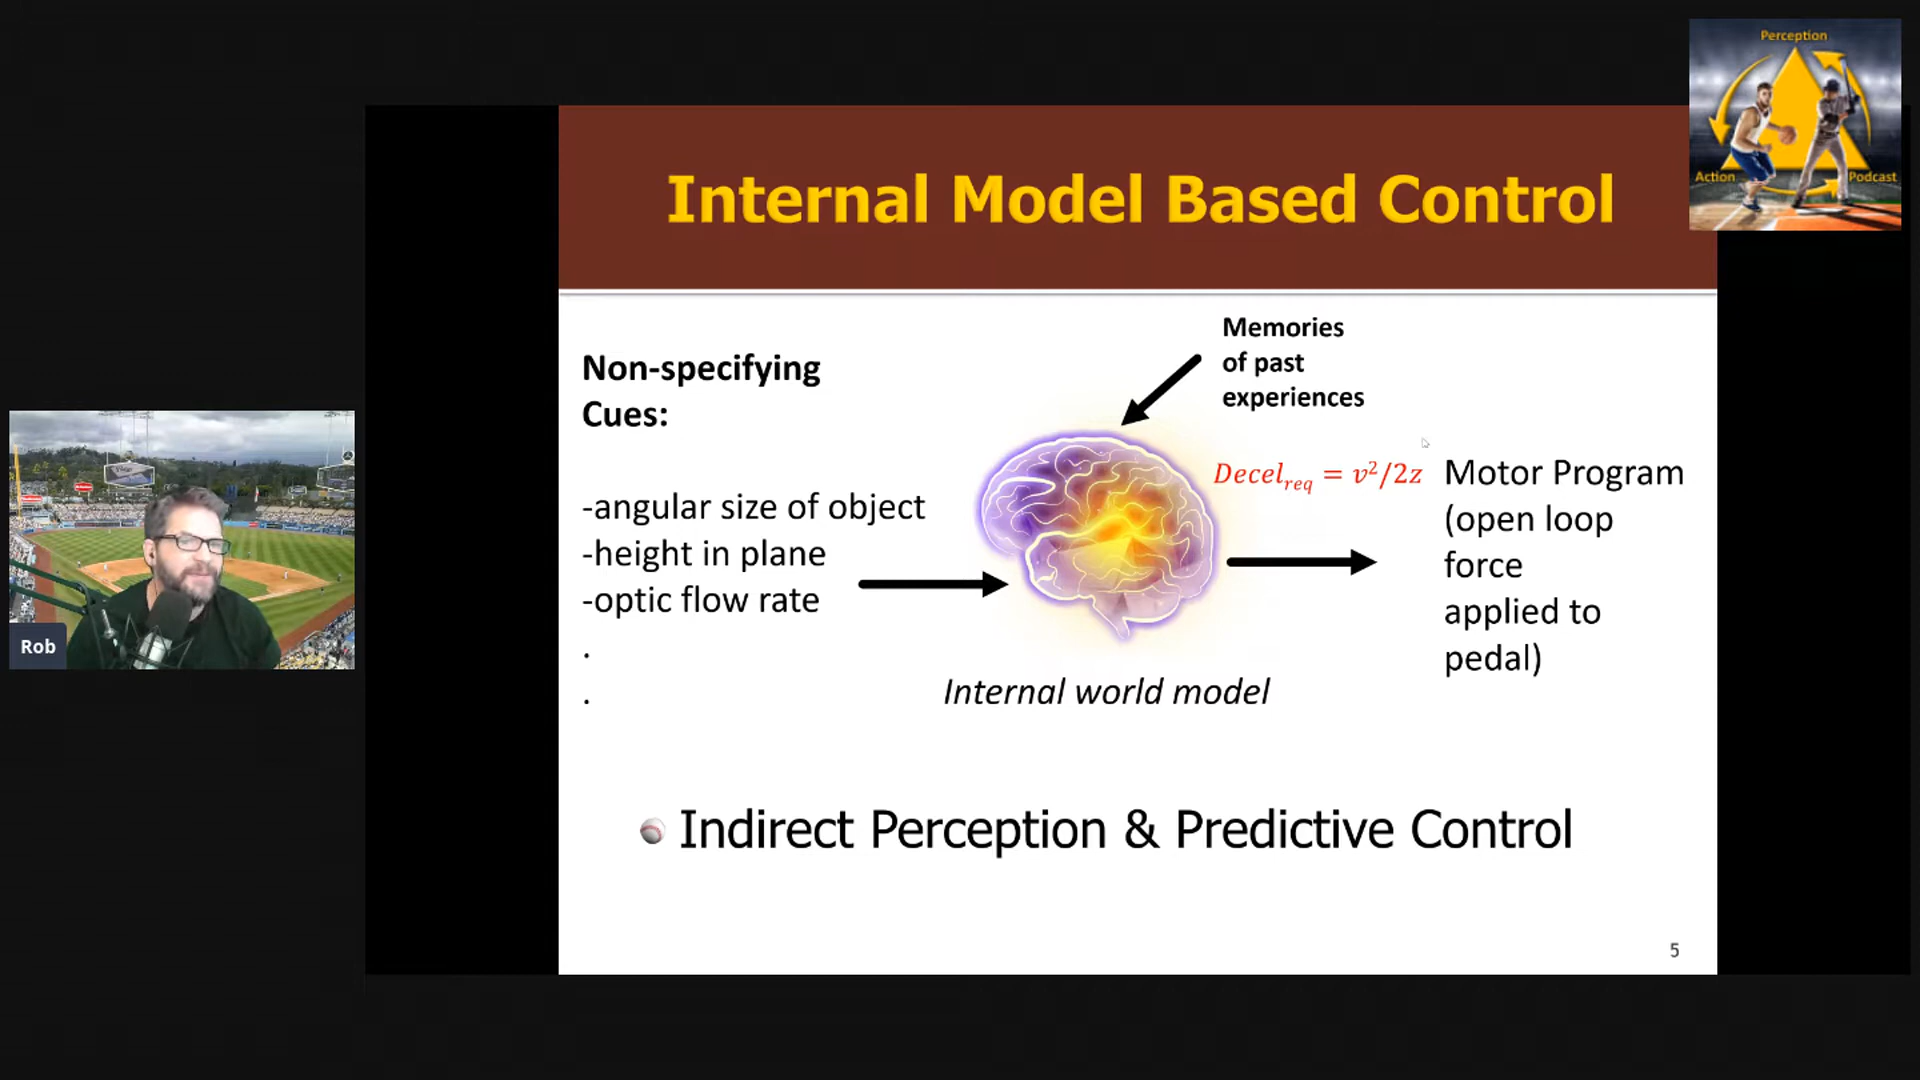 Perception
Action
Podcast
Internal Model Based Control
Memories
of past
experiences
Non-specifying
Cues:
-angular size of object
-height in plane
-optic flow rate
.
.
Decel_req = v²/2z
Motor Program
(open loop
force
applied to
pedal)
Internal world model
Indirect Perception & Predictive Control
5
Rob